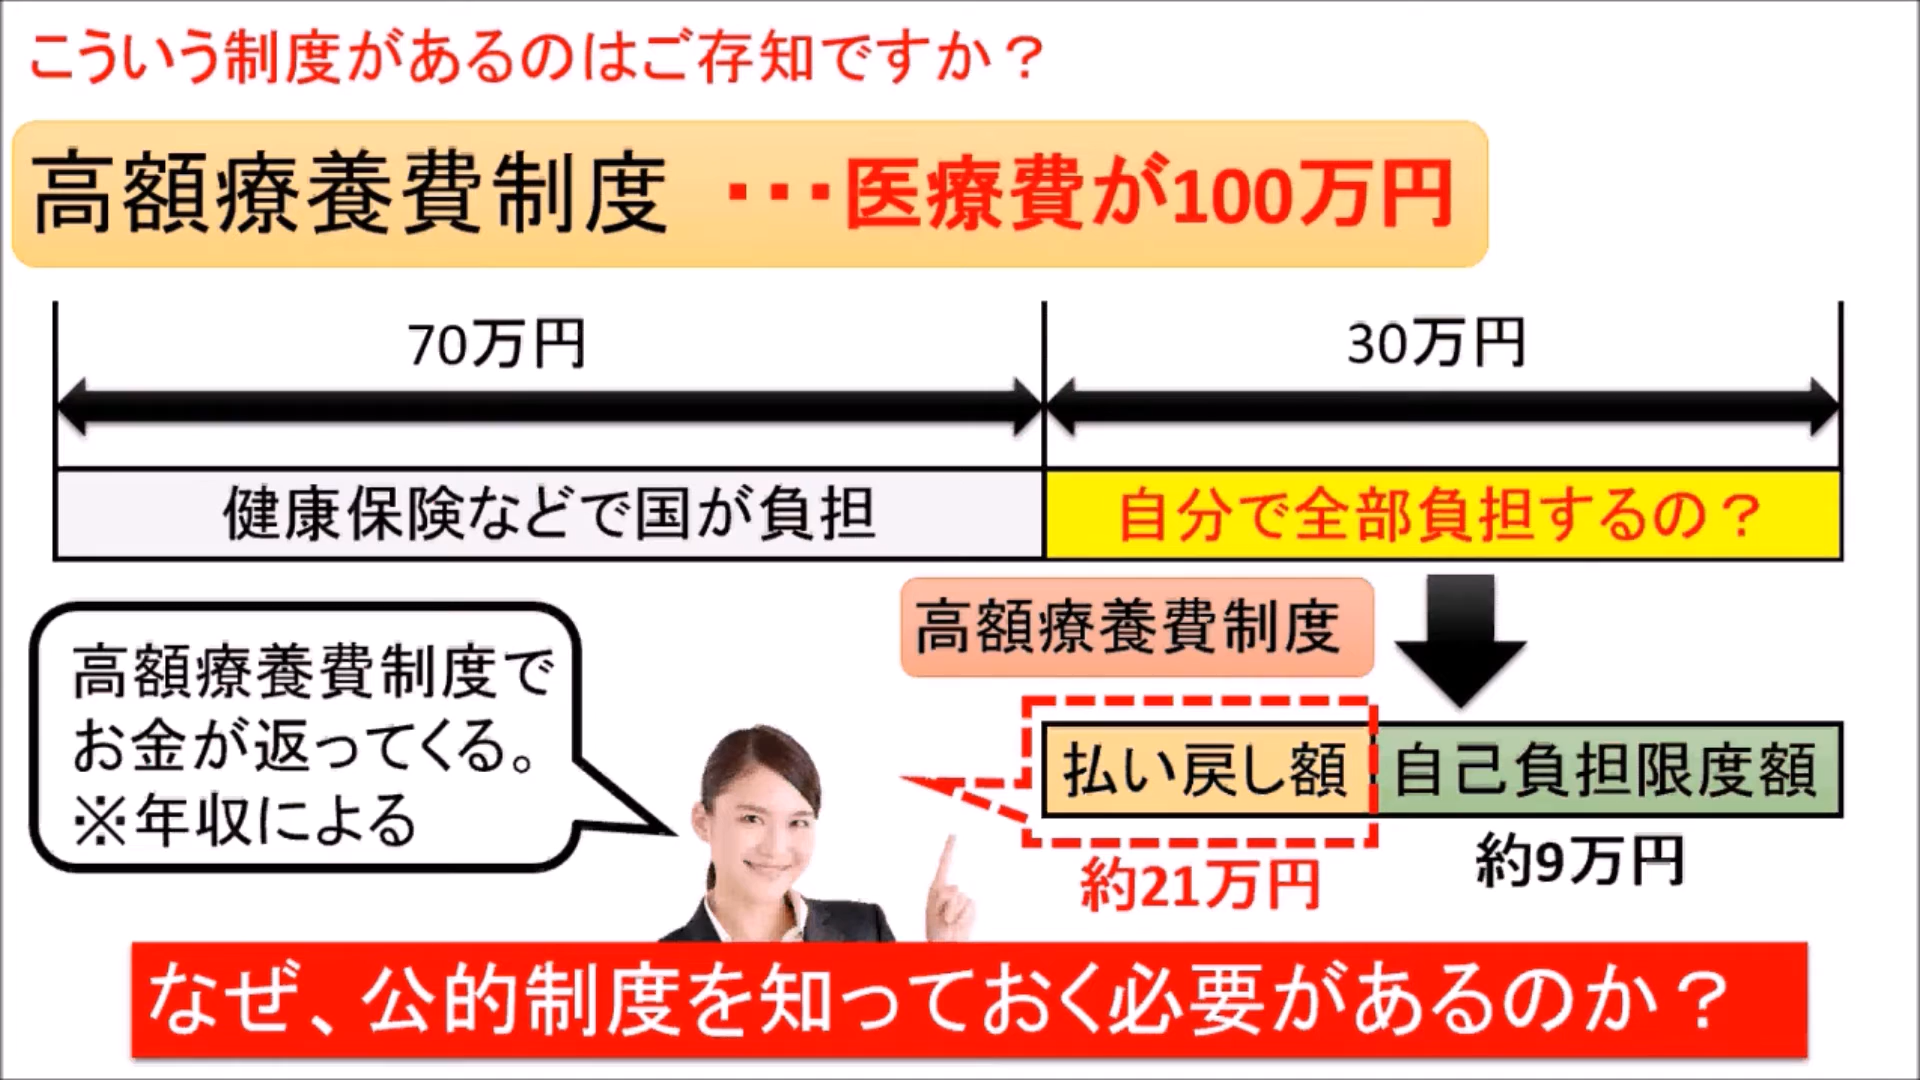 こういう制度があるのはご存知ですか？
高額療養費制度 ･･･医療費が100万円
70万円
30万円
健康保険などで国が負担
自分で全部負担するの？
高額療養費制度
高額療養費制度で
お金が返ってくる。
※年収による
払い戻し額
自己負担限度額
約21万円
約9万円
なぜ、公的制度を知っておく必要があるのか？